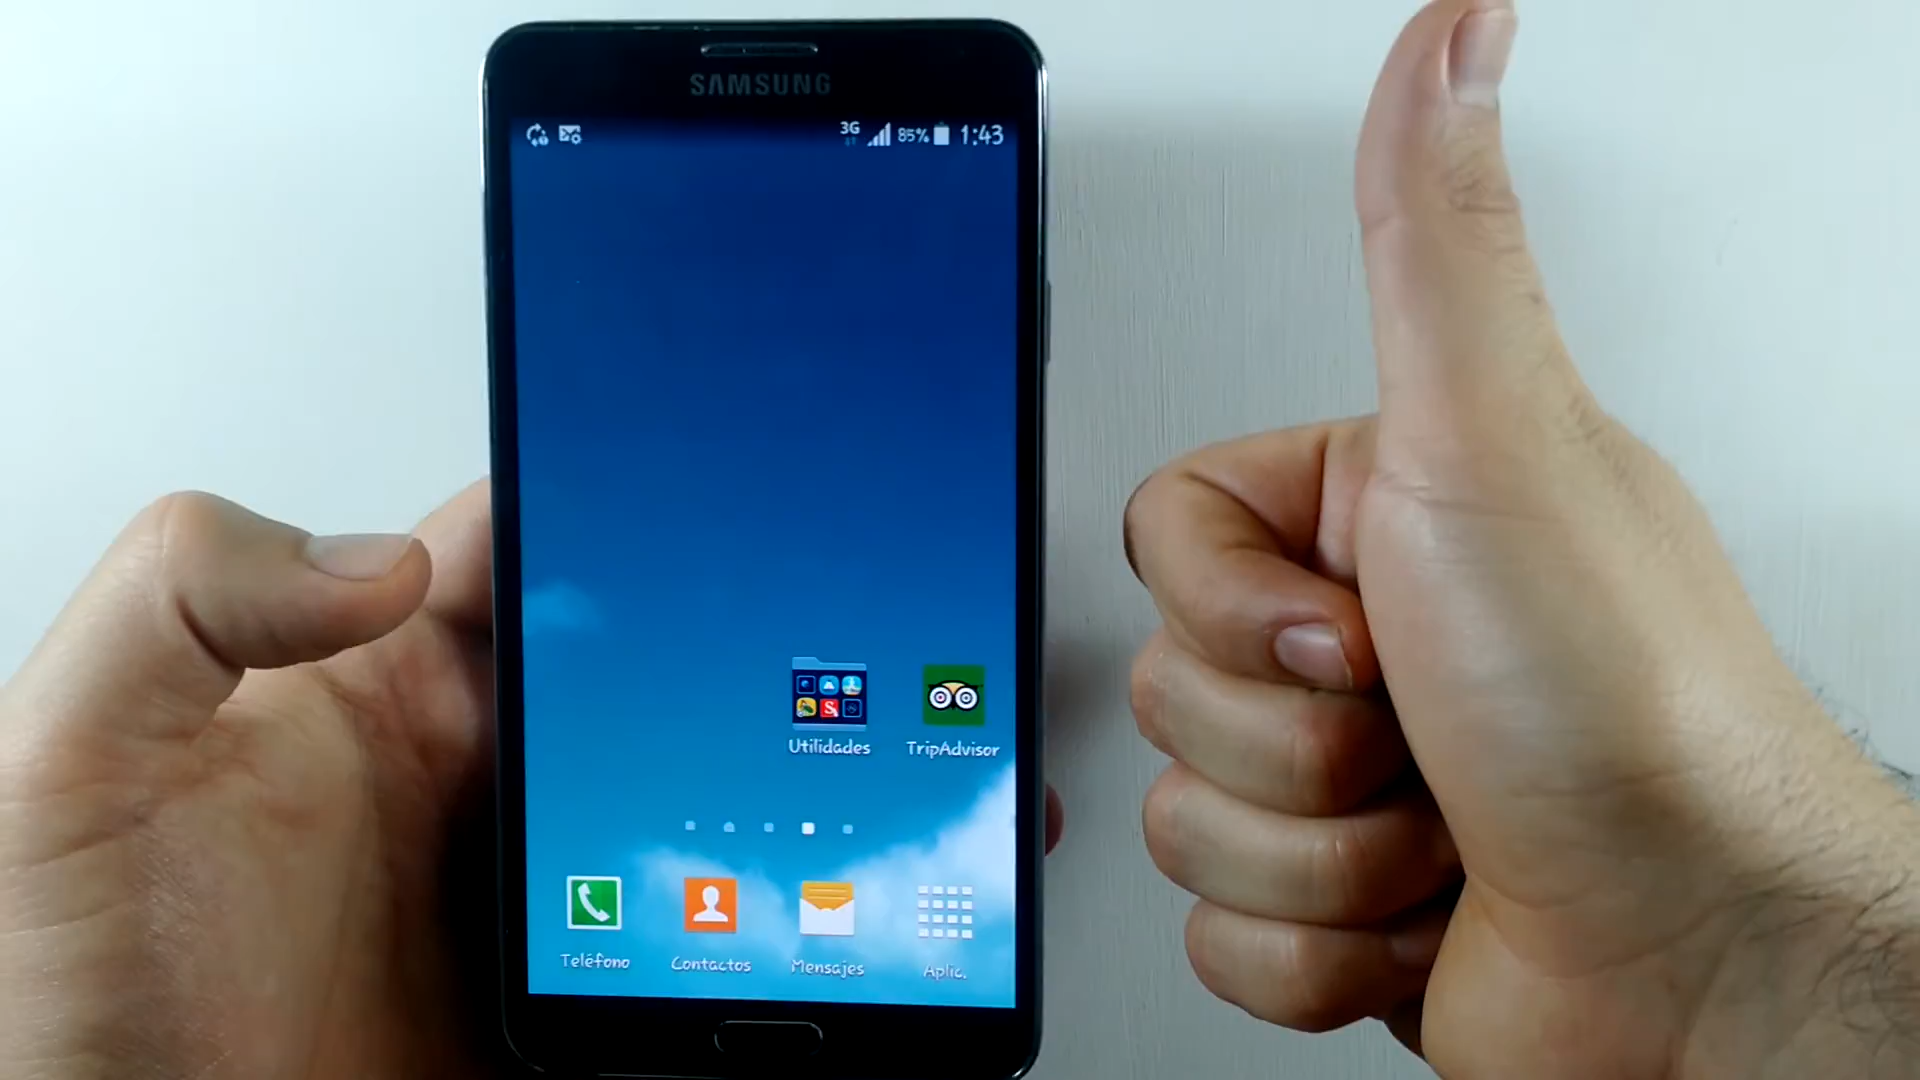 SAMSUNG
3G 85% 1:43
Utilidades TripAdvisor
Teléfono Contactos Mensajes Aplic.